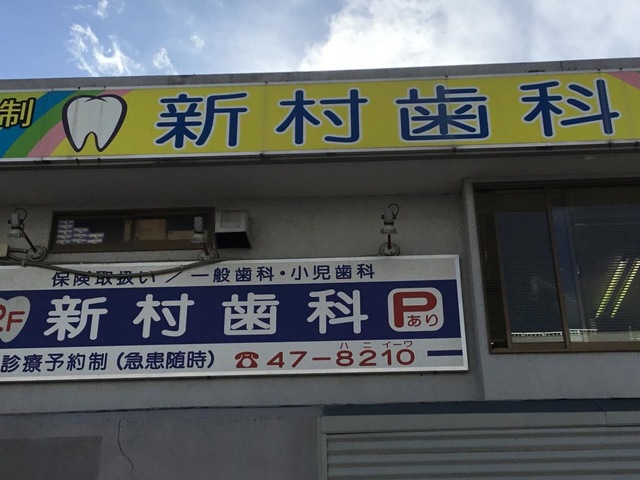 制 新村歯科
保険取扱い／一般歯科・小児歯科
2F 新村歯科 Pあり
ハニイーワ
診療予約制（急患随時） ☎47-8210